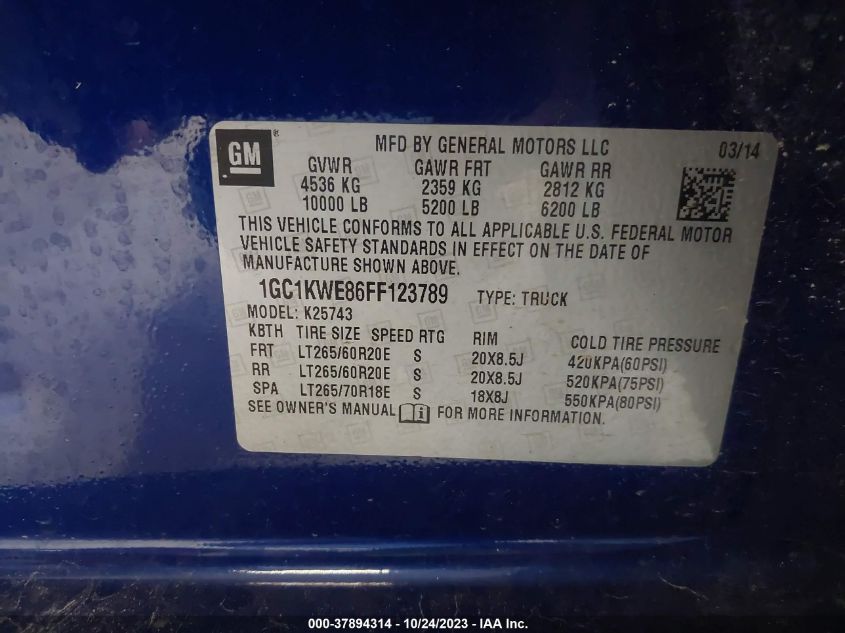 GM ®
MFD BY GENERAL MOTORS LLC 03/14
GVWR GAWR FRT GAWR RR
4536 KG 2359 KG 2812 KG
10000 LB 5200 LB 6200 LB
THIS VEHICLE CONFORMS TO ALL APPLICABLE U.S. FEDERAL MOTOR
VEHICLE SAFETY STANDARDS IN EFFECT ON THE DATE OF
MANUFACTURE SHOWN ABOVE.
1GC1KWE86FF123789 TYPE: TRUCK
MODEL: K25743
KBTH TIRE SIZE SPEED RTG RIM COLD TIRE PRESSURE
FRT LT265/60R20E S 20X8.5J 420KPA(60PSI)
RR LT265/60R20E S 20X8.5J 520KPA(75PSI)
SPA LT265/70R18E S 18X8J 550KPA(80PSI)
SEE OWNER'S MANUAL i FOR MORE INFORMATION.
000-37894314 - 10/24/2023 - IAA Inc.